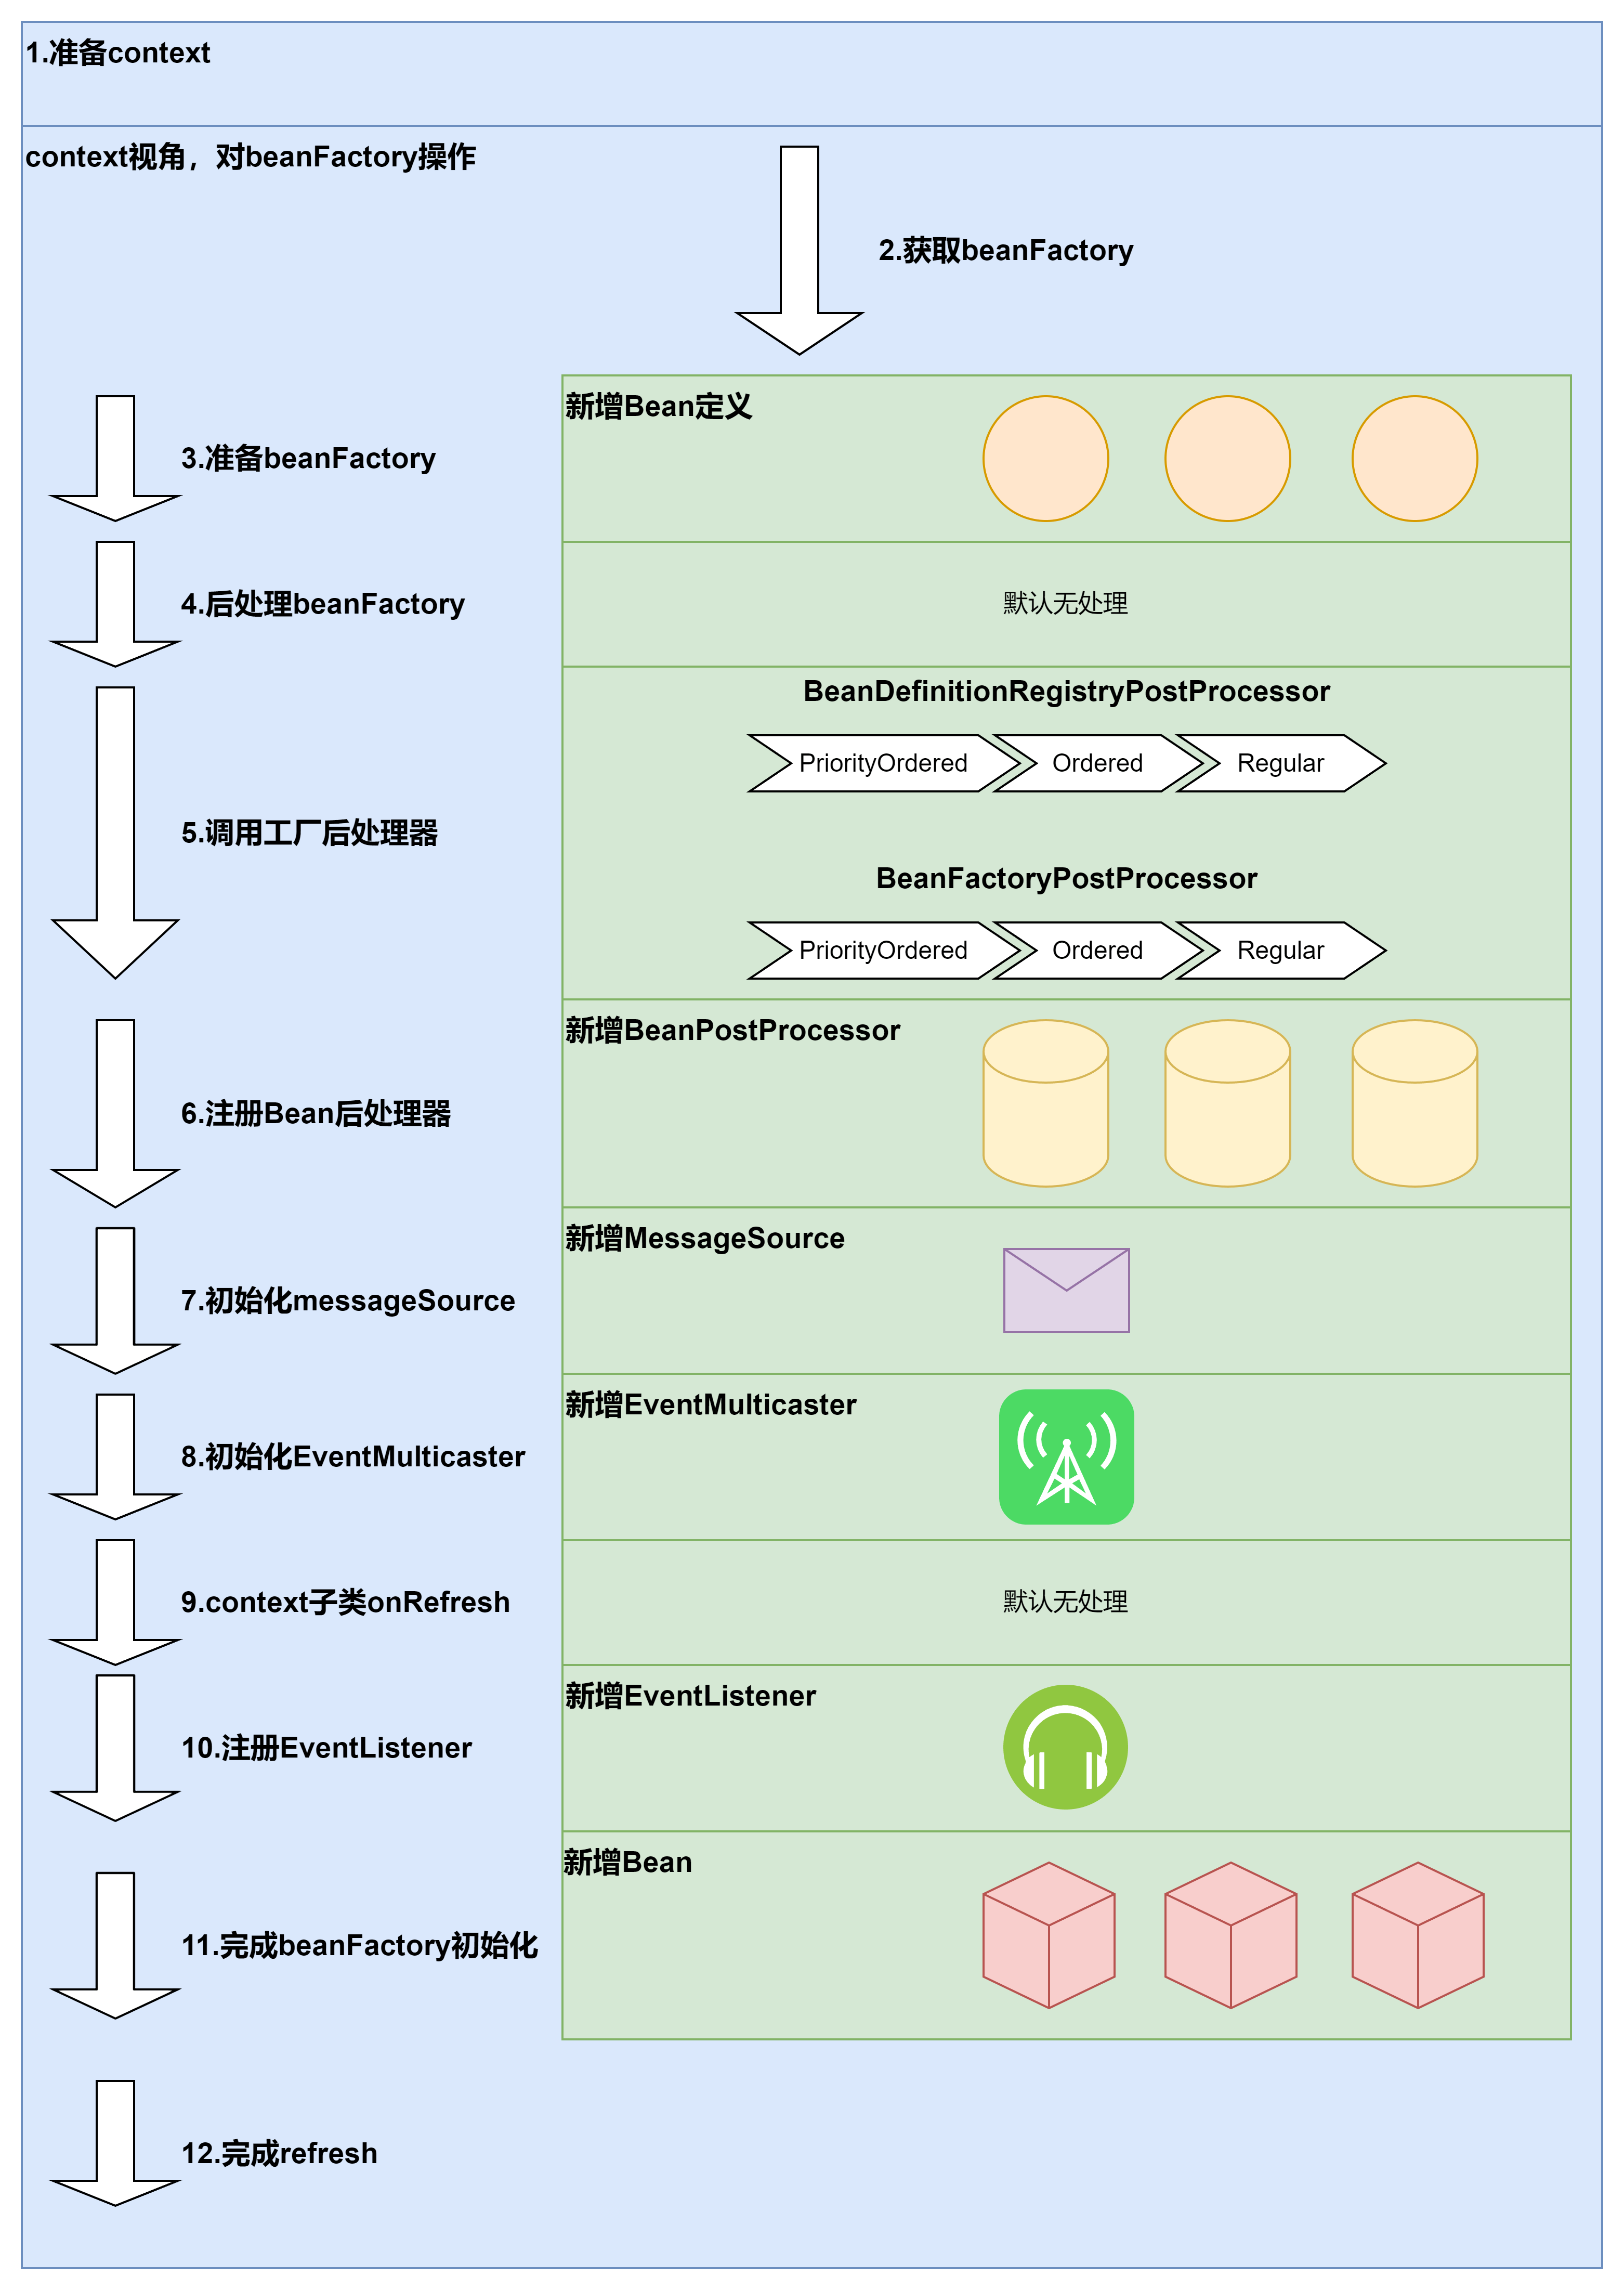 1.准备context
context视角，对beanFactory操作
2.获取beanFactory
3.准备beanFactory
新增Bean定义
4.后处理beanFactory
默认无处理
5.调用工厂后处理器
BeanDefinitionRegistryPostProcessor
PriorityOrdered Ordered Regular
BeanFactoryPostProcessor
PriorityOrdered Ordered Regular
6.注册Bean后处理器
新增BeanPostProcessor
7.初始化messageSource
新增MessageSource
8.初始化EventMulticaster
新增EventMulticaster
9.context子类onRefresh
默认无处理
10.注册EventListener
新增EventListener
11.完成beanFactory初始化
新增Bean
12.完成refresh